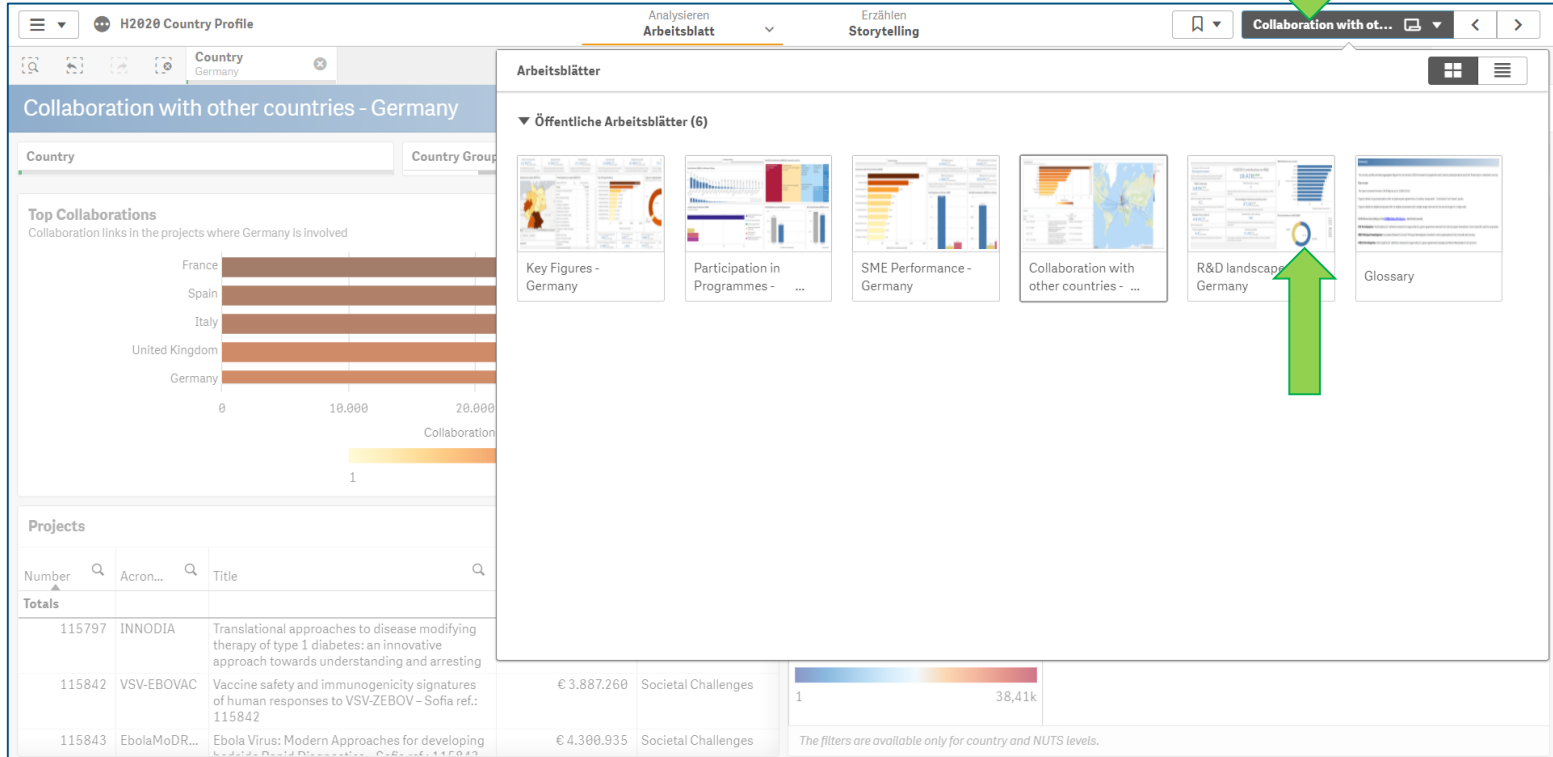 H2020 Country Profile
Analysieren
Arbeitsblatt
Erzählen
Storytelling
Collaboration with ot...
Country
Germany
Arbeitsblätter
Collaboration with other countries - Germany
Öffentliche Arbeitsblätter (6)
Country
Country Group
Key Figures -
Germany
Participation in
Programmes - ...
SME Performance -
Germany
Collaboration with
other countries - ...
R&D landscape
Germany
Glossary
Top Collaborations
Collaboration links in the projects where Germany is involved
France
Spain
Italy
United Kingdom
Germany
0
10.000
20.000
Collaboration
1
Projects
Number
Acron...
Title
Totals
115797 INNODIA Translational approaches to disease modifying
therapy of type 1 diabetes: an innovative
approach towards understanding and arresting
115842 VSV-EBOVAC Vaccine safety and immunogenicity signatures € 3.887.260 Societal Challenges
of human responses to VSV-ZEBOV – Sofia ref.:
115842
1 38,41k
115843 EbolaMoDR... Ebola Virus: Modern Approaches for developing € 4.300.935 Societal Challenges
The filters are available only for country and NUTS levels.